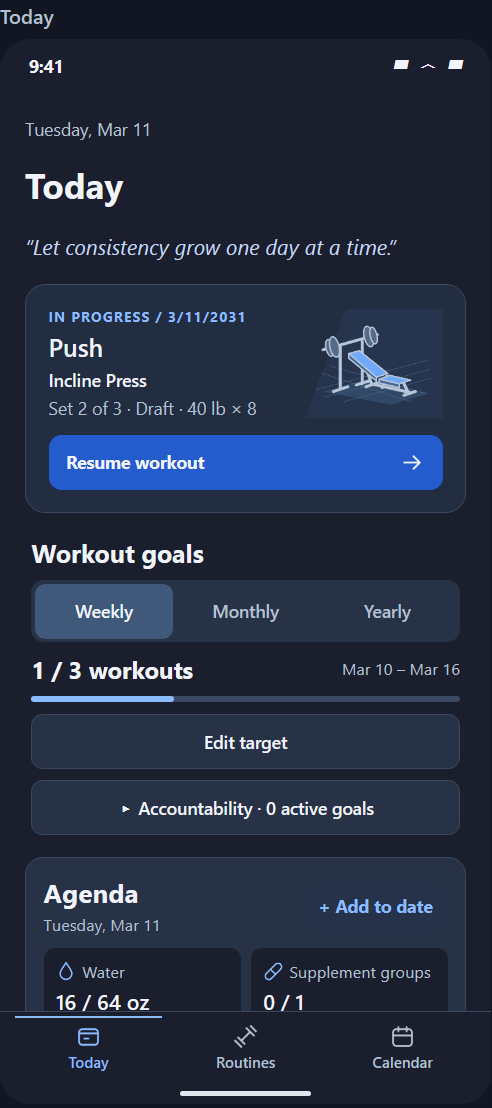 Today
9:41
Tuesday, Mar 11
Today
“Let consistency grow one day at a time.”
IN PROGRESS / 3/11/2031
Push
Incline Press
Set 2 of 3 · Draft · 40 lb × 8
Resume workout
Workout goals
Weekly
Monthly
Yearly
1 / 3 workouts
Mar 10 – Mar 16
Edit target
Accountability · 0 active goals
Agenda
Tuesday, Mar 11
+ Add to date
Water
16 / 64 oz
Supplement groups
0 / 1
Today
Routines
Calendar